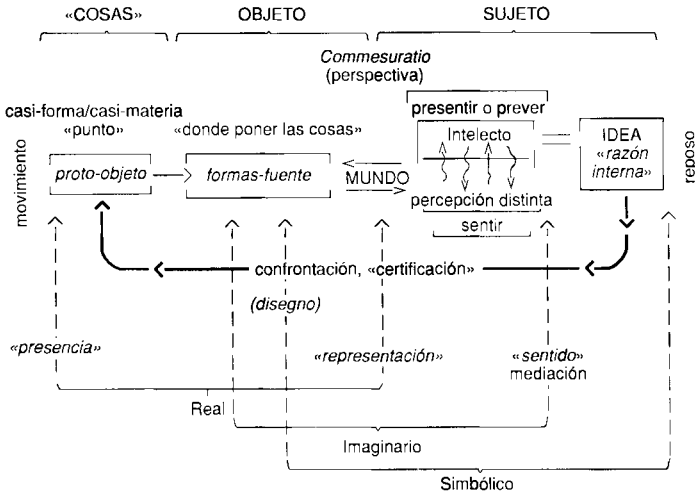 «COSAS» OBJETO SUJETO
Commesuratio
(perspectiva)
casi-forma/casi-materia
«punto» «donde poner las cosas»
presentir o prever
Intelecto
IDEA
«razón
interna»
movimiento
proto-objeto
formas-fuente
MUNDO
percepción distinta
sentir
reposo
confrontación, «certificación»
(disegno)
«presencia» «representación» «sentido»
mediación
Real
Imaginario
Simbólico